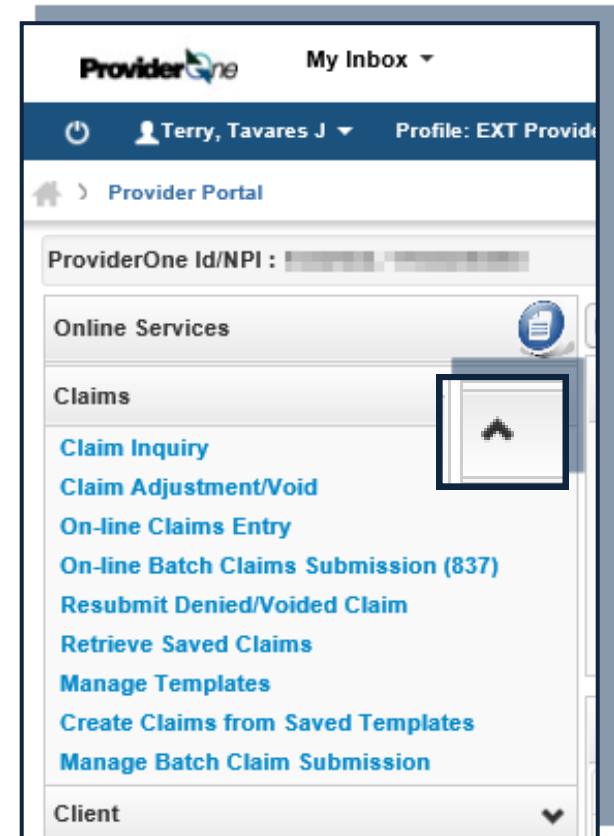 ProviderOne My Inbox
Terry, Tavares J Profile: EXT Provide
Provider Portal
ProviderOne Id/NPI :
Online Services
Claims
Claim Inquiry
Claim Adjustment/Void
On-line Claims Entry
On-line Batch Claims Submission (837)
Resubmit Denied/Voided Claim
Retrieve Saved Claims
Manage Templates
Create Claims from Saved Templates
Manage Batch Claim Submission
Client